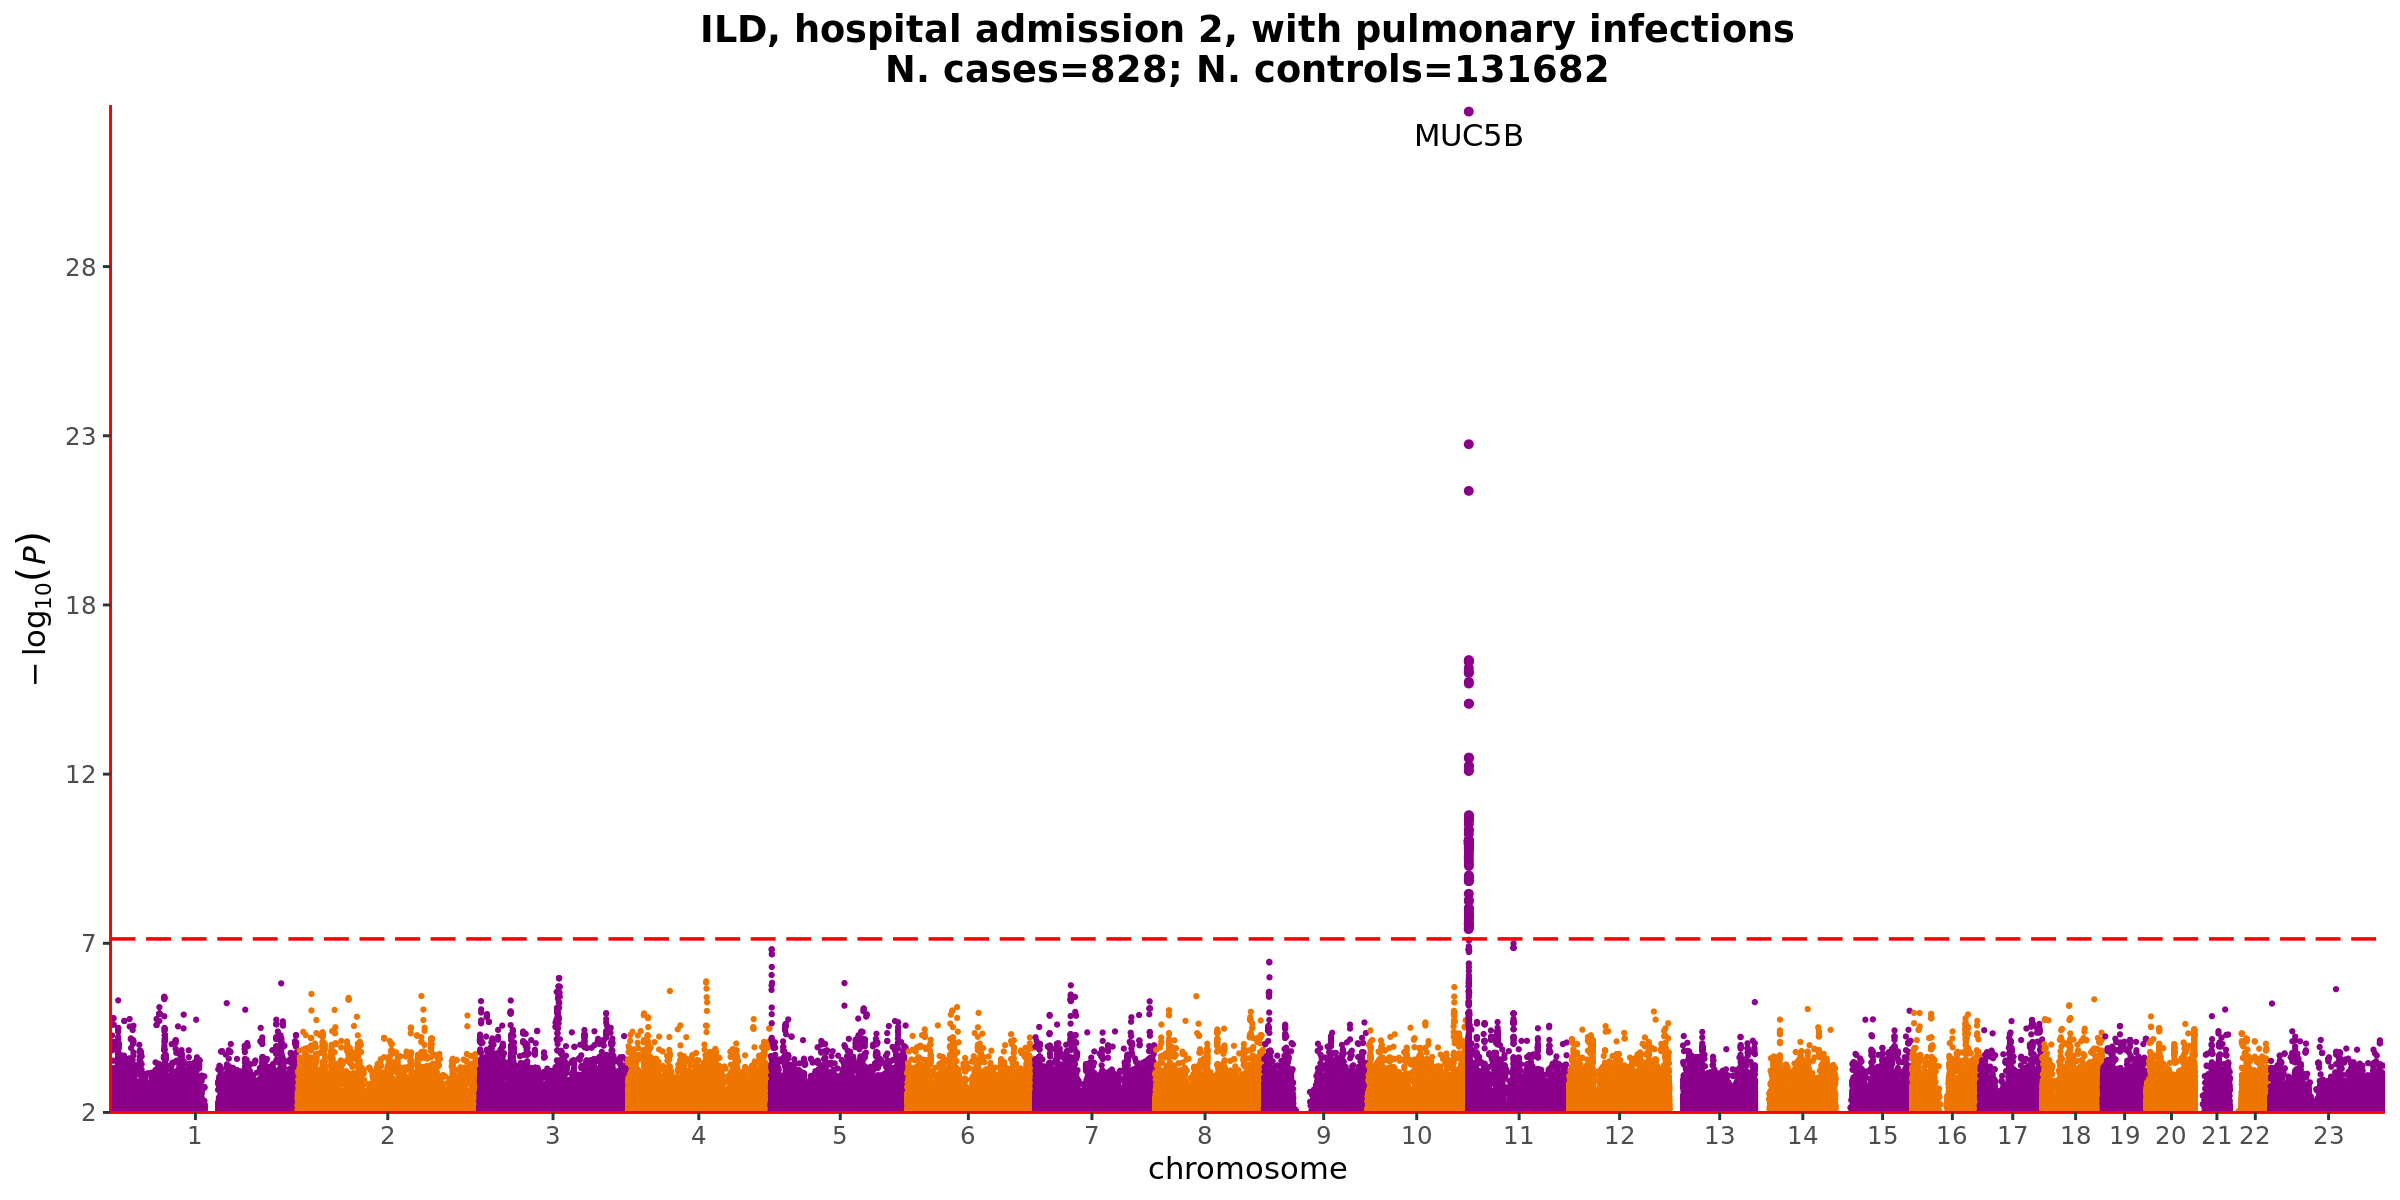 ILD, hospital admission 2, with pulmonary infections
N. cases=828; N. controls=131682
MUC5B
28
23
18
12
7
2
−log₁₀(P)
1 2 3 4 5 6 7 8 9 10 11 12 13 14 15 16 17 18 19 20 21 22 23
chromosome